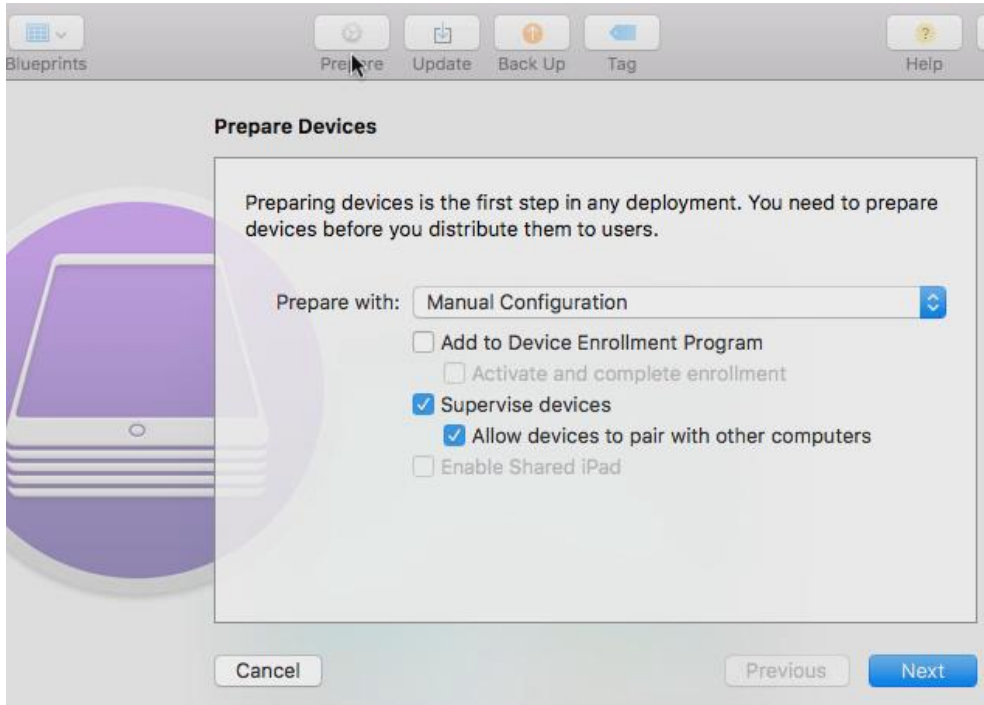 Blueprints Prepare Update Back Up Tag ? Help
Prepare Devices
Preparing devices is the first step in any deployment. You need to prepare
devices before you distribute them to users.
Prepare with: Manual Configuration
Add to Device Enrollment Program
Activate and complete enrollment
Supervise devices
Allow devices to pair with other computers
Enable Shared iPad
Cancel Previous Next